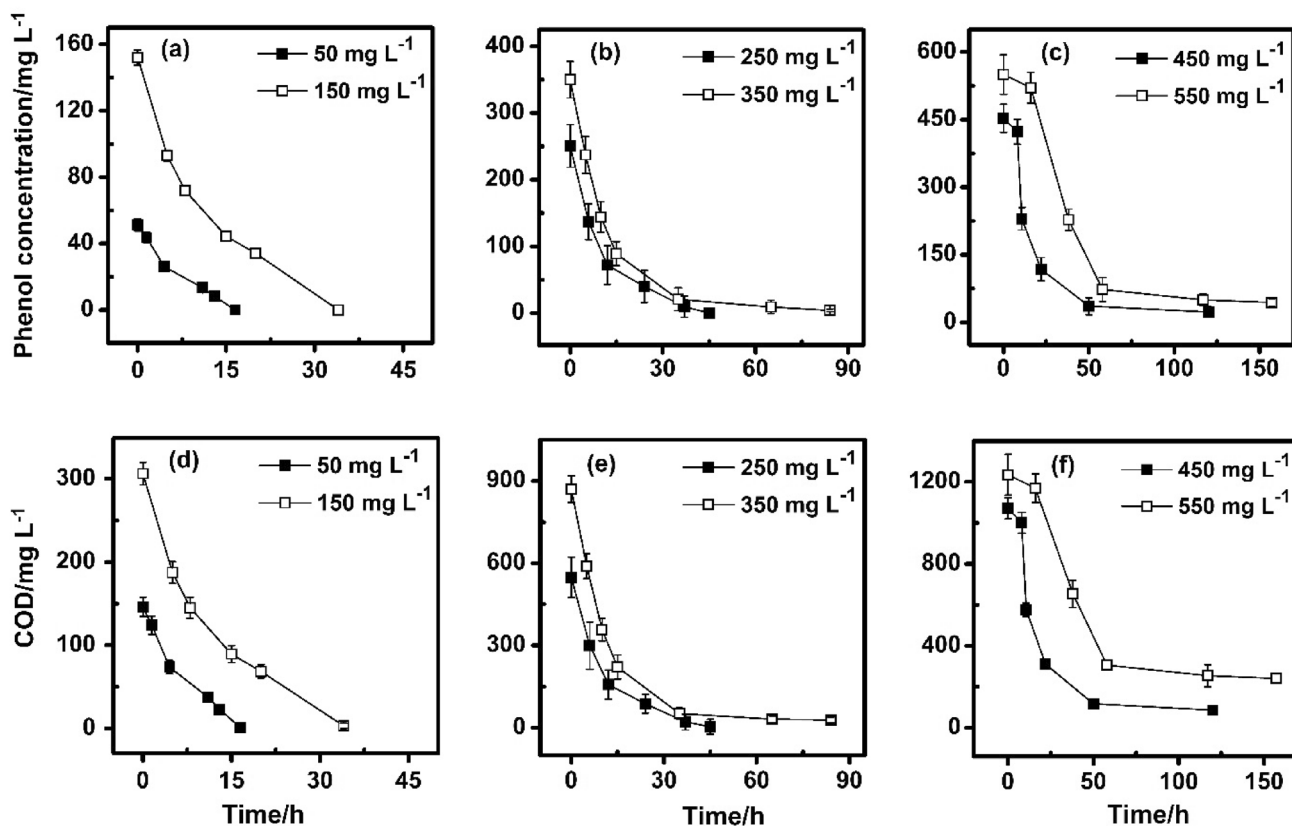 Phenol concentration/mg L-1
(a)
50 mg L-1
150 mg L-1
160
120
80
40
0
0
15
30
45
(b)
250 mg L-1
350 mg L-1
400
300
200
100
0
0
30
60
90
(c)
450 mg L-1
550 mg L-1
600
450
300
150
0
0
50
100
150
COD/mg L-1
(d)
50 mg L-1
150 mg L-1
300
200
100
0
0
15
30
45
Time/h
(e)
250 mg L-1
350 mg L-1
900
600
300
0
0
30
60
90
Time/h
(f)
450 mg L-1
550 mg L-1
1200
800
400
0
0
50
100
150
Time/h